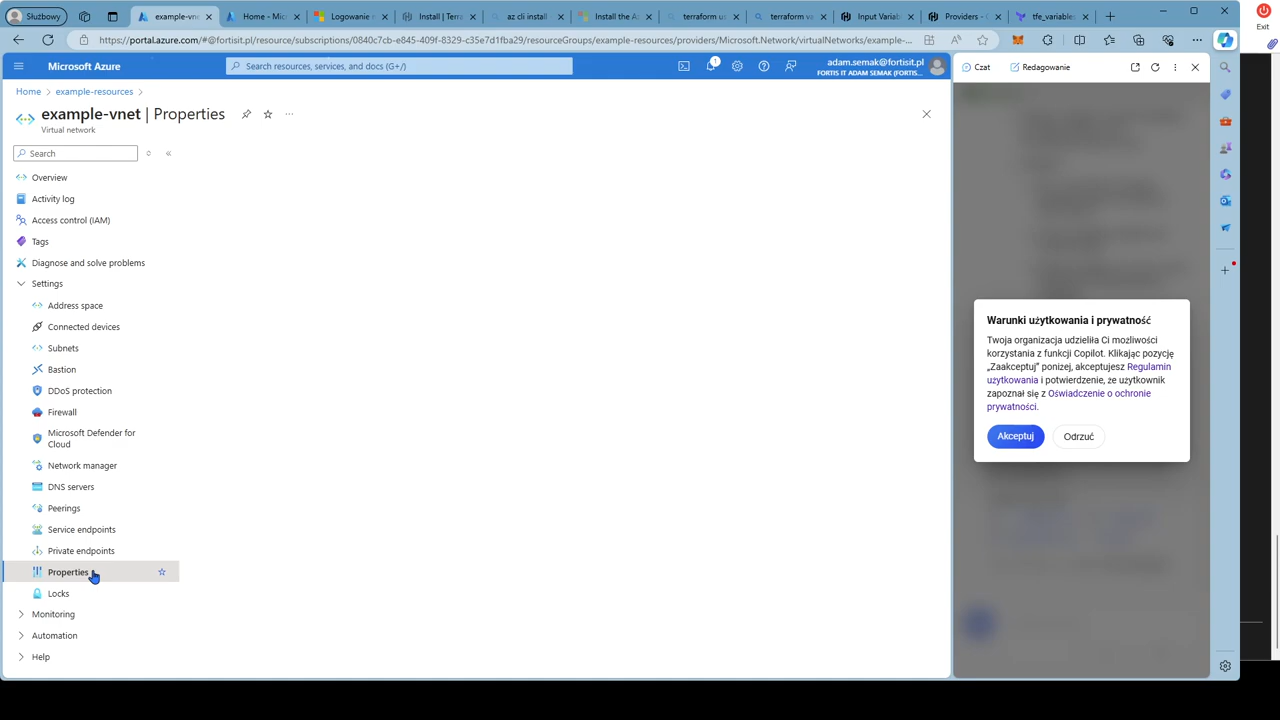 Służbowy
example-vn
Home - Mic
Logowanie
Install | Terra
az cli install
Install the A
terraform us
terraform va
Input Variab
Providers - C
tfe_variables
Exit
https://portal.azure.com/#@fortisit.pl/resource/subscriptions/0840c7cb-e845-409f-8329-c35e7d1fba29/resourceGroups/example-resources/providers/Microsoft.Network/virtualNetworks/example-...
Microsoft Azure
Search resources, services, and docs (G+/)
1
adam.semak@fortisit.pl
FORTIS IT ADAM SEMAK (FORTIS...
Czat
Redagowanie
Home
example-resources
example-vnet | Properties
Virtual network
Search
Overview
Activity log
Access control (IAM)
Tags
Diagnose and solve problems
Settings
Address space
Connected devices
Subnets
Bastion
DDoS protection
Firewall
Microsoft Defender for
Cloud
Network manager
DNS servers
Peerings
Service endpoints
Private endpoints
Properties
Locks
Monitoring
Automation
Help
Warunki użytkowania i prywatność
Twoja organizacja udzieliła Ci możliwości
korzystania z funkcji Copilot. Klikając pozycję
„Zaakceptuj” poniżej, akceptujesz Regulamin
użytkowania i potwierdzenie, że użytkownik
zapoznał się z Oświadczenie o ochronie
prywatności.
Akceptuj
Odrzuć